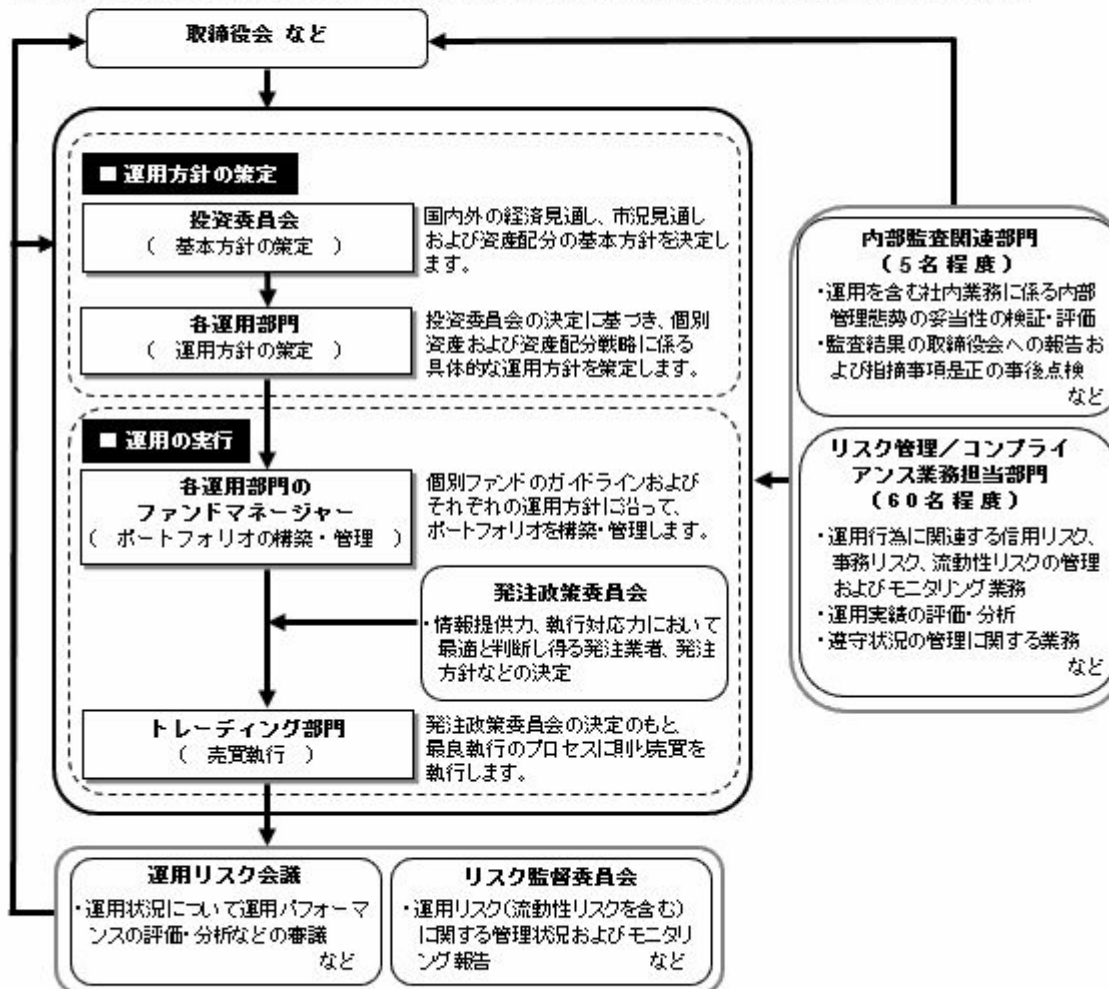 取締役会 など
■ 運用方針の策定
投資委員会
( 基本方針の策定 )
国内外の経済見通し、市況見通し
および資産配分の基本方針を決定し
ます。
各運用部門
( 運用方針の策定 )
投資委員会の決定に基づき、個別
資産および資産配分戦略に係る
具体的な運用方針を策定します。
■ 運用の実行
各運用部門の
ファンドマネージャー
( ポートフォリオの構築・管理 )
個別ファンドのガイドラインおよび
それぞれの運用方針に沿って、
ポートフォリオを構築・管理します。
発注政策委員会
・情報提供力、執行対応力において
最適と判断し得る発注業者、発注
方針などの決定
トレーディング部門
( 売買執行 )
発注政策委員会の決定のもと、
最良執行のプロセスに則り売買を
執行します。
内部監査関連部門
(5名程度)
・運用を含む社内業務に係る内部
管理態勢の妥当性の検証・評価
・監査結果の取締役会への報告お
よび指摘事項是正の事後点検
など
リスク管理/コンプライ
アンス業務担当部門
(60名程度)
・運用行為に関連する信用リスク、
事務リスク、流動性リスクの管理
およびモニタリング業務
・運用実績の評価・分析
・遵守状況の管理に関する業務
など
運用リスク会議
・運用状況について運用パフォーマ
ンスの評価・分析などの審議
など
リスク監督委員会
・運用リスク(流動性リスクを含む)
に関する管理状況およびモニタリ
ング報告 など